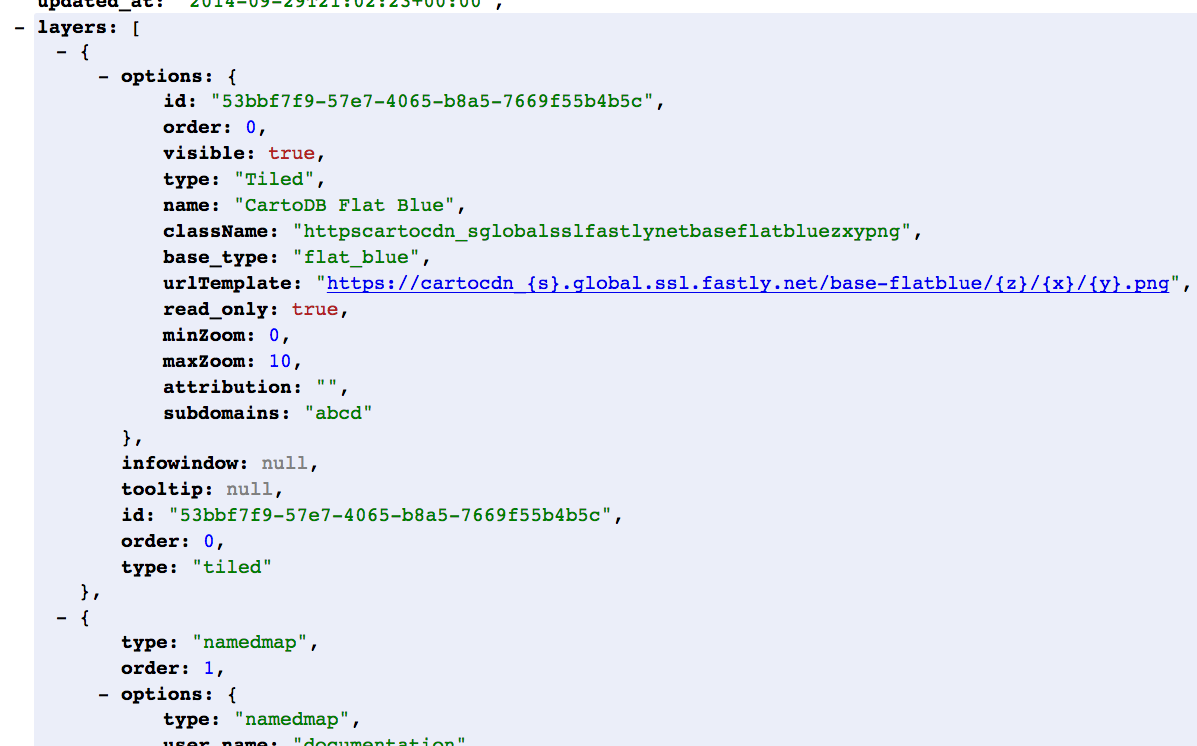 updated_at: "2014-09-29T21:02:23+00:00",
- layers: [
- {
- options: {
id: "53bbf7f9-57e7-4065-b8a5-7669f55b4b5c",
order: 0,
visible: true,
type: "Tiled",
name: "CartoDB Flat Blue",
className: "httpscartocdn_sglobalsslfastlynetbaseflatbluezxypng",
base_type: "flat_blue",
urlTemplate: "https://cartocdn_{s}.global.ssl.fastly.net/base-flatblue/{z}/{x}/{y}.png",
read_only: true,
minZoom: 0,
maxZoom: 10,
attribution: "",
subdomains: "abcd"
},
infowindow: null,
tooltip: null,
id: "53bbf7f9-57e7-4065-b8a5-7669f55b4b5c",
order: 0,
type: "tiled"
},
- {
type: "namedmap",
order: 1,
- options: {
type: "namedmap",
user_name: "documentation"